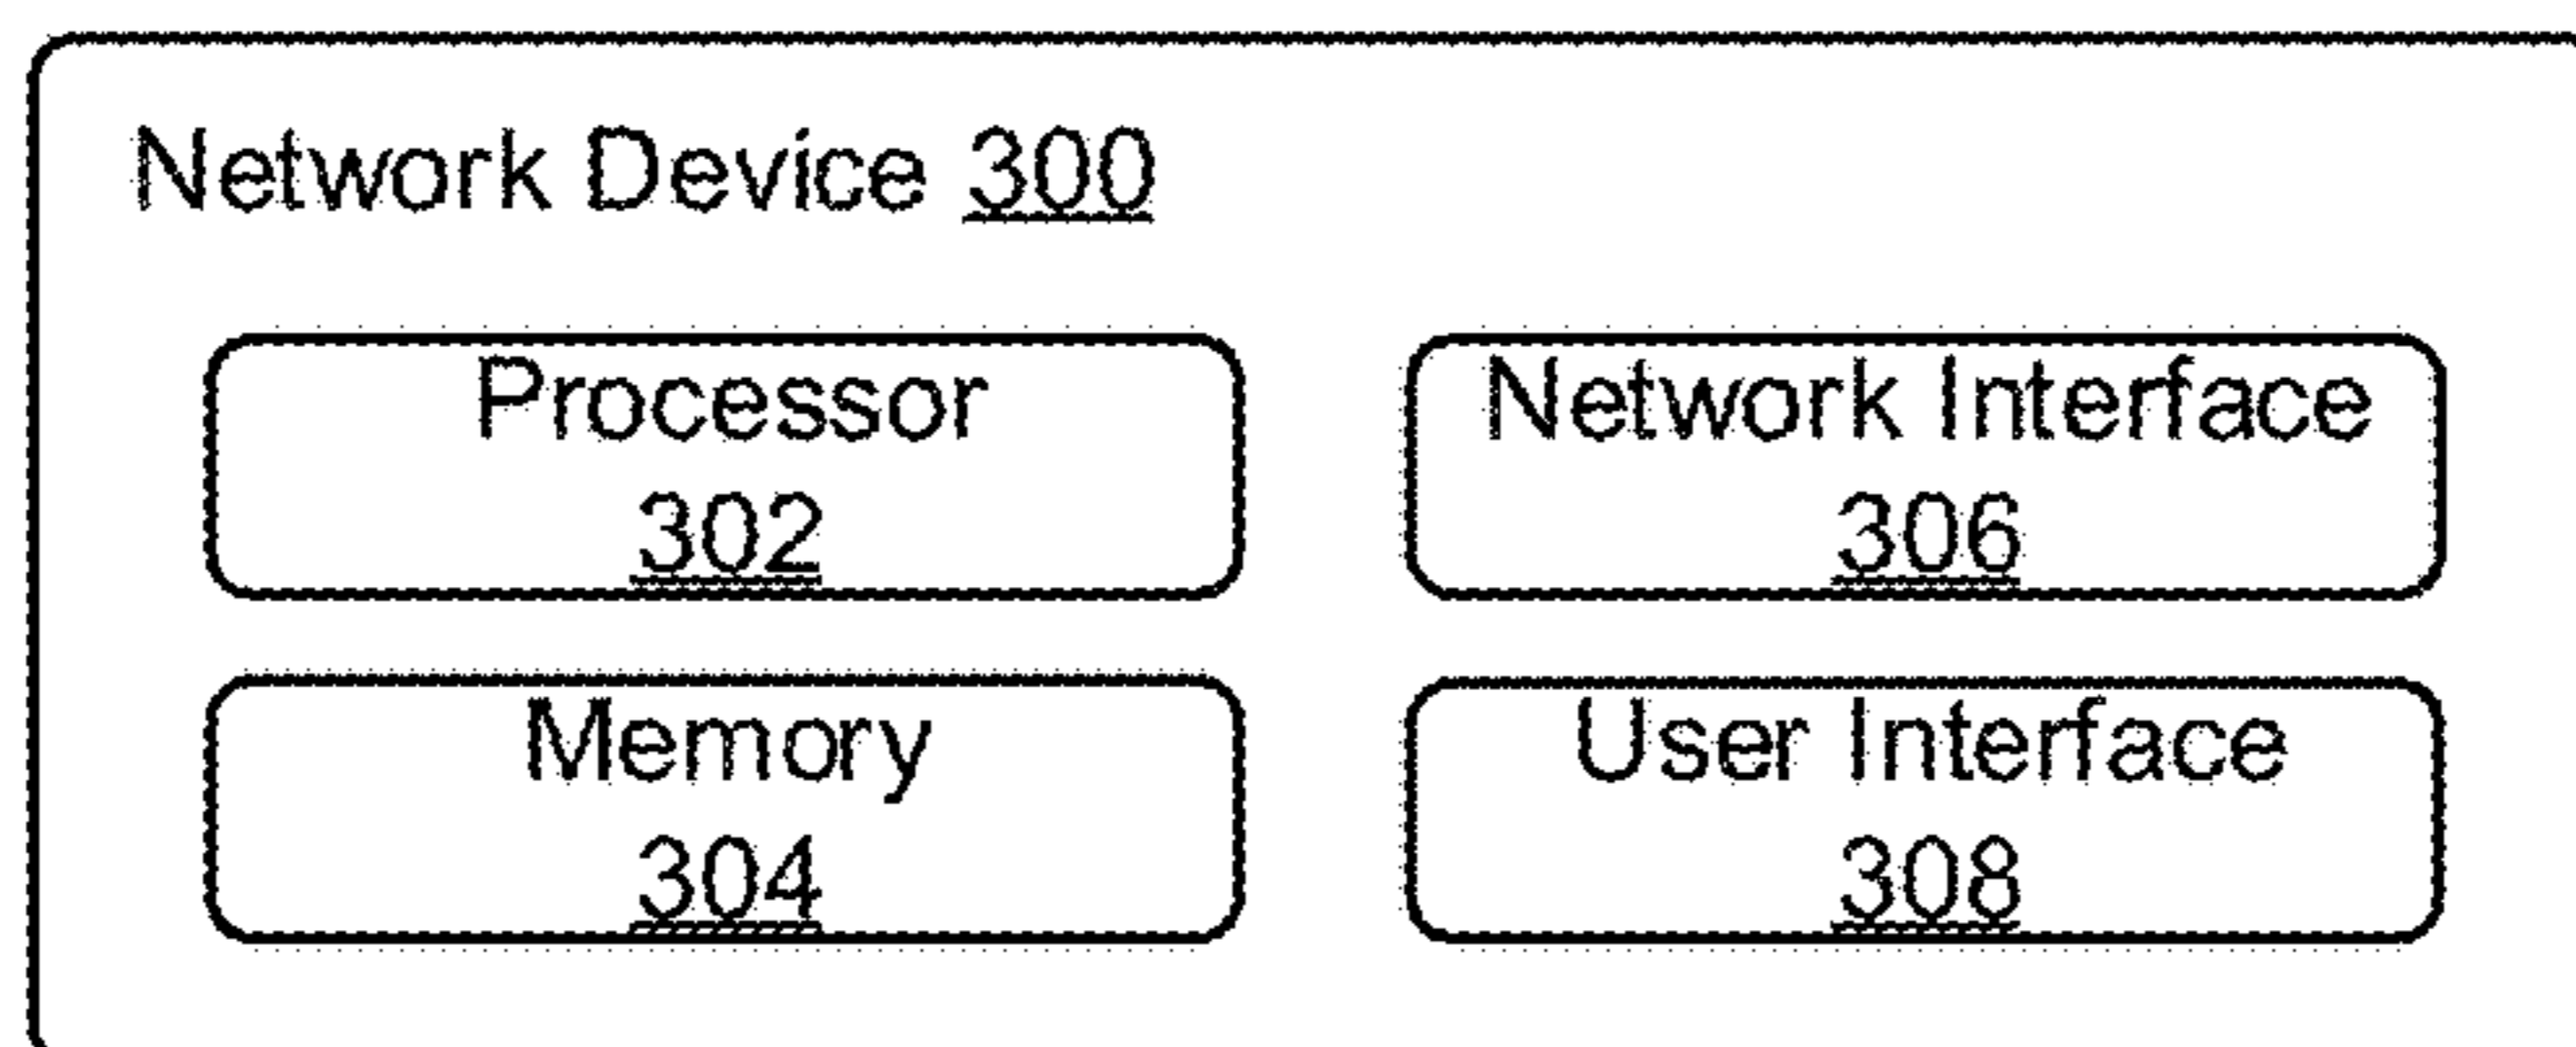 Network Device 300
Processor
302
Network Interface
306
Memory
304
User Interface
308